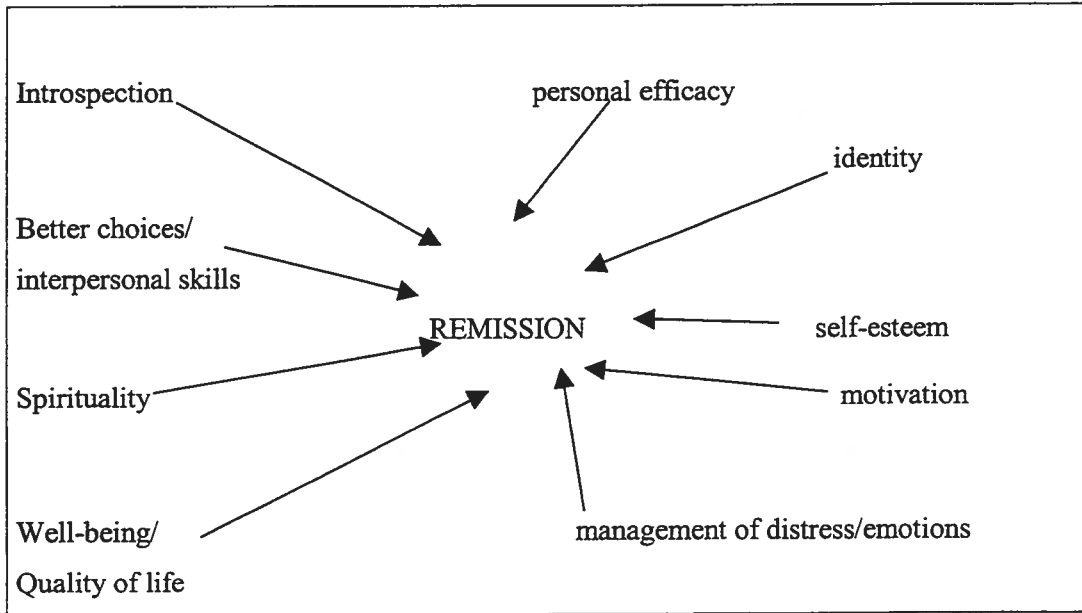 Introspection
personal efficacy
identity
Better choices/
interpersonal skills
REMISSION
self-esteem
Spirituality
motivation
Well-being/
Quality of life
management of distress/emotions